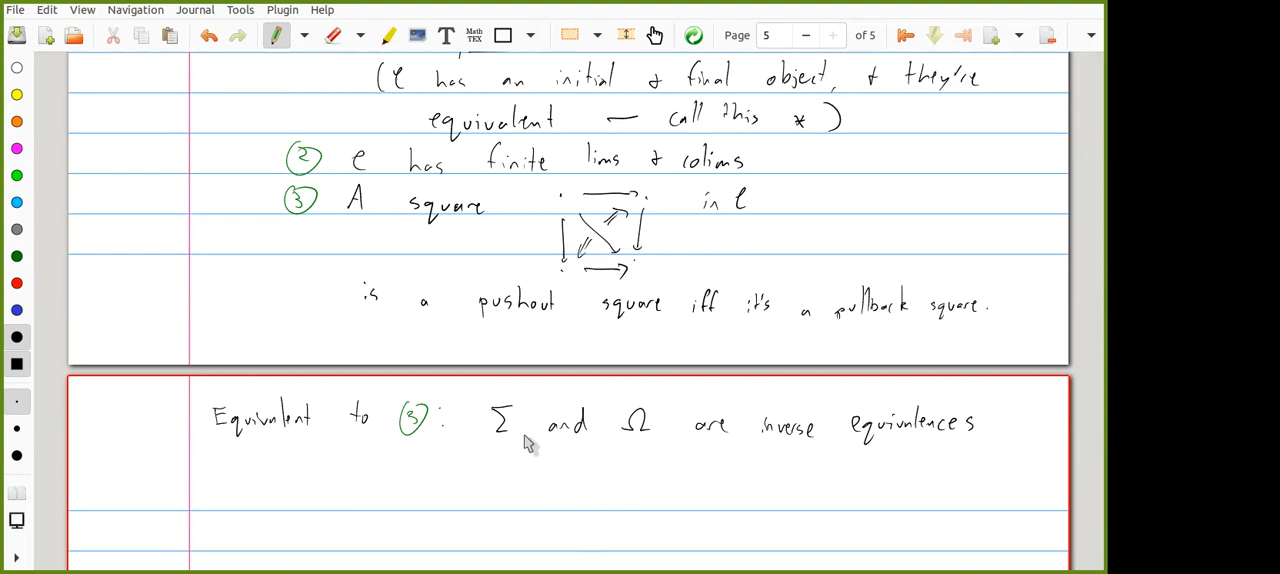 File Edit View Navigation Journal Tools Plugin Help
T Math TEX Page 5 of 5
(C has an initial & final object, & they're
equivalent — call this * )
② C has finite lims & colims
③ A square in C
is a pushout square iff it's a pullback square.
Equivalent to ③: Σ and Ω are inverse equivalences